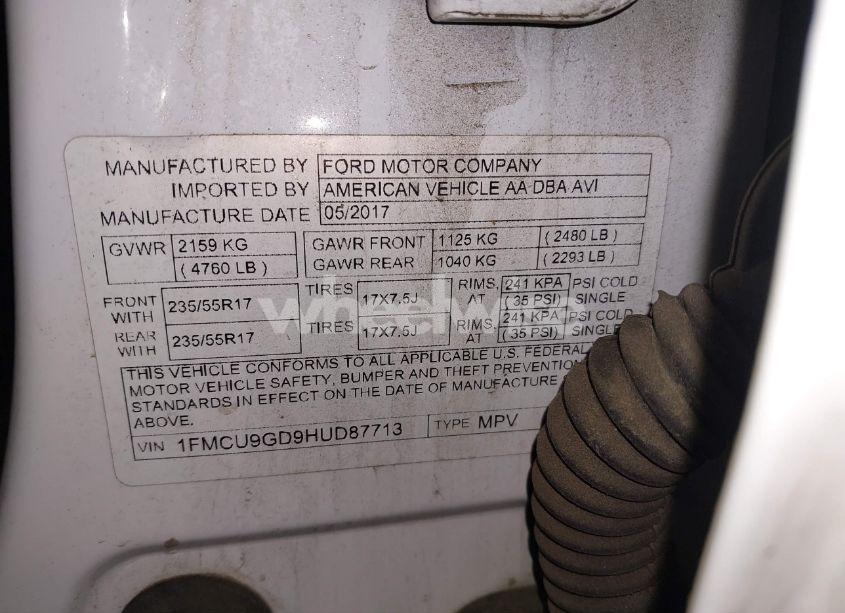 MANUFACTURED BY FORD MOTOR COMPANY
IMPORTED BY AMERICAN VEHICLE AA DBA AVI
MANUFACTURE DATE 05/2017
GVWR 2159 KG GAWR FRONT 1125 KG ( 2480 LB )
( 4760 LB ) GAWR REAR 1040 KG ( 2293 LB )
FRONT WITH 235/55R17 TIRES 17X7.5J RIMS, AT 241 KPA ( 35 PSI) PSI COLD SINGLE
REAR WITH 235/55R17 TIRES 17X7.5J RIMS, AT 241 KPA ( 35 PSI) PSI COLD SINGLE
THIS VEHICLE CONFORMS TO ALL APPLICABLE U.S. FEDERAL
MOTOR VEHICLE SAFETY, BUMPER AND THEFT PREVENTION
STANDARDS IN EFFECT ON THE DATE OF MANUFACTURE
ABOVE.
VIN 1FMCU9GD9HUD87713 TYPE MPV